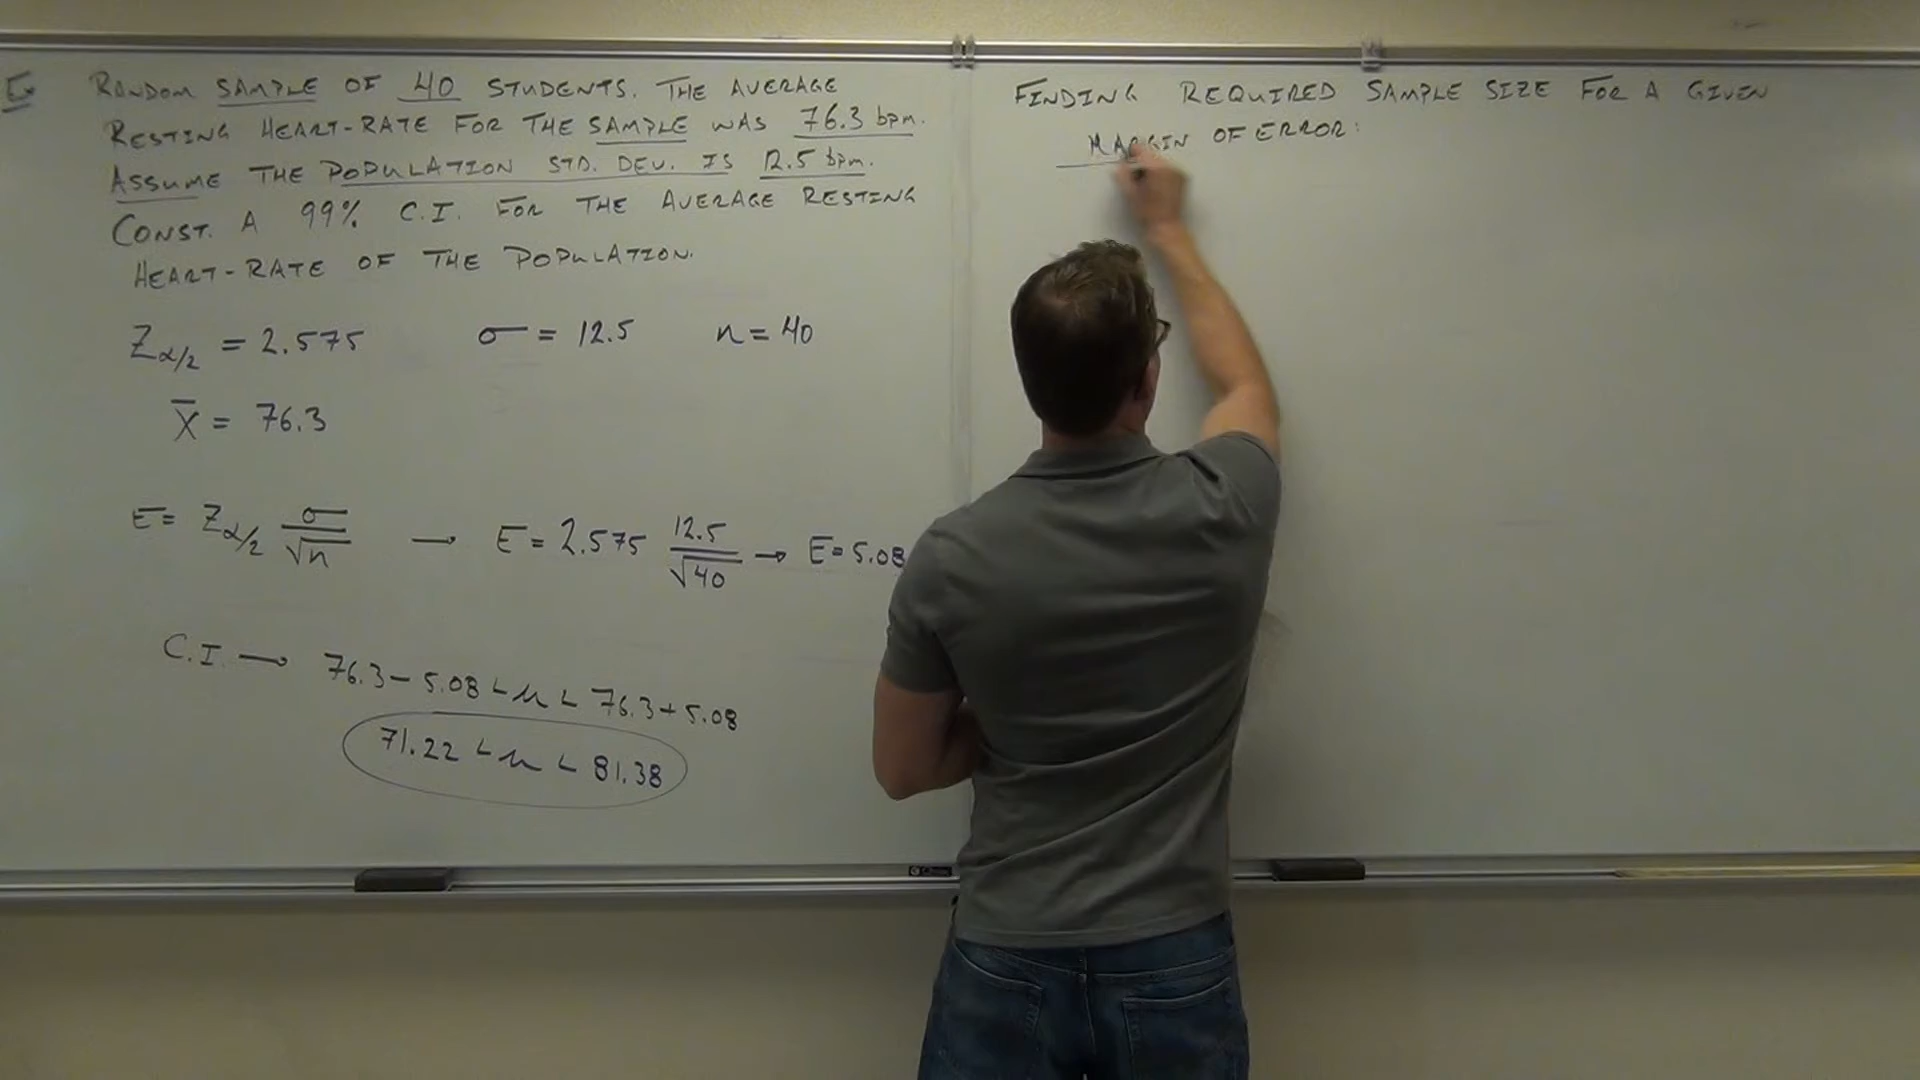 Ex RANDOM SAMPLE OF 40 STUDENTS. THE AVERAGE
RESTING HEART-RATE FOR THE SAMPLE WAS 76.3 bpm.
ASSUME THE POPULATION STD. DEV. IS 12.5 bpm.
CONST. A 99% C.I. FOR THE AVERAGE RESTING
HEART-RATE OF THE POPULATION.
Zα/2 = 2.575 σ = 12.5 n = 40
x̄ = 76.3
E = Zα/2 σ/√n → E = 2.575 12.5/√40 → E = 5.08
C.I. → 76.3 - 5.08 < μ < 76.3 + 5.08
71.22 < μ < 81.38
FINDING REQUIRED SAMPLE SIZE FOR A GIVEN
MARGIN OF ERROR: